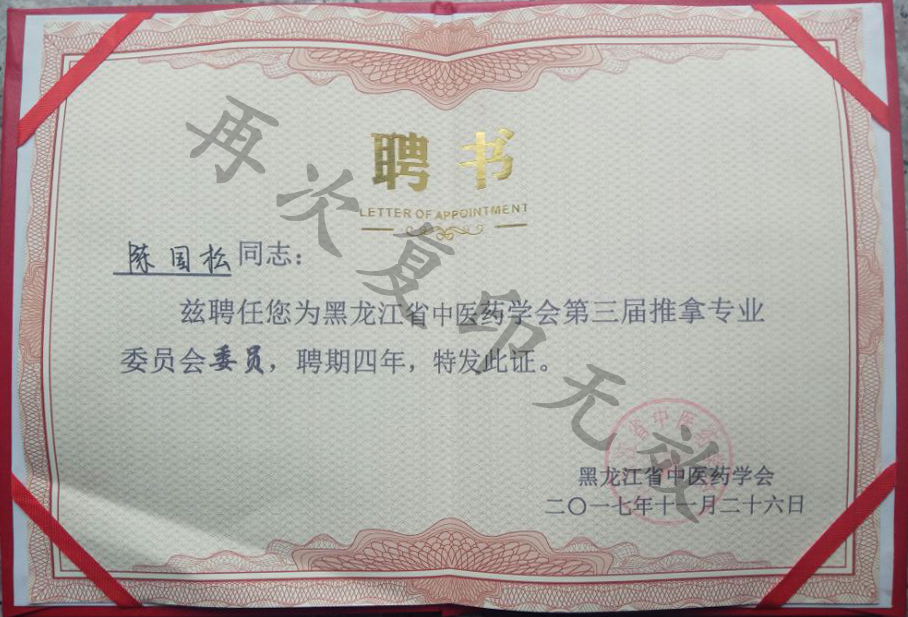 聘书
LETTER OF APPOINTMENT
陈国松同志：
兹聘任您为黑龙江省中医药学会第三届推拿专业
委员会委员，聘期四年，特发此证。
黑龙江省中医药学会
二〇一七年十一月二十六日
再次复印无效